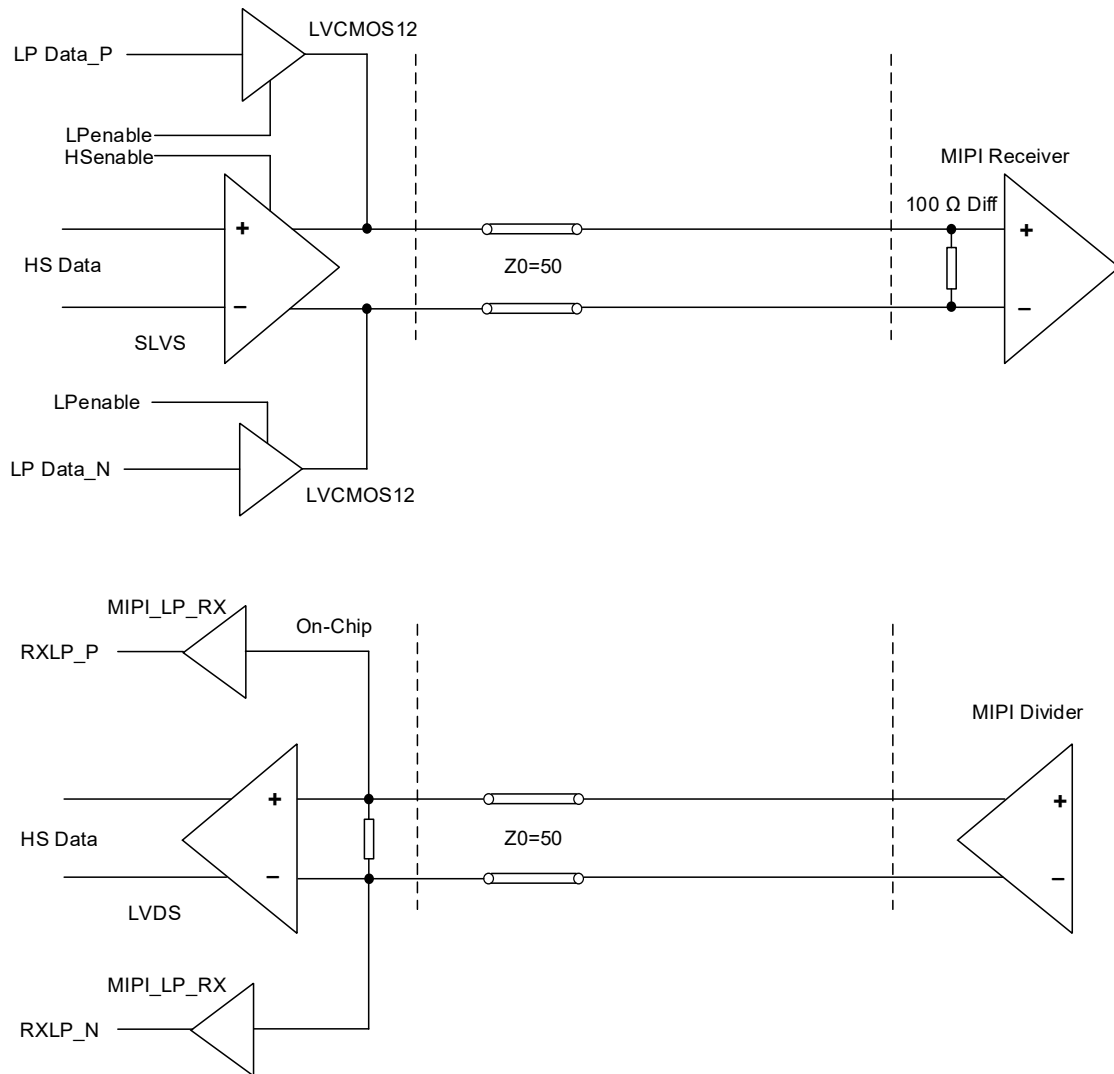 LVCMOS12
LP Data_P
LPenable
HSenable
MIPI Receiver
100 Ω Diff
+
+
HS Data
Z0=50
−
−
SLVS
LPenable
LP Data_N
LVCMOS12
MIPI_LP_RX
On-Chip
RXLP_P
MIPI Divider
+
+
HS Data
Z0=50
−
−
LVDS
MIPI_LP_RX
RXLP_N